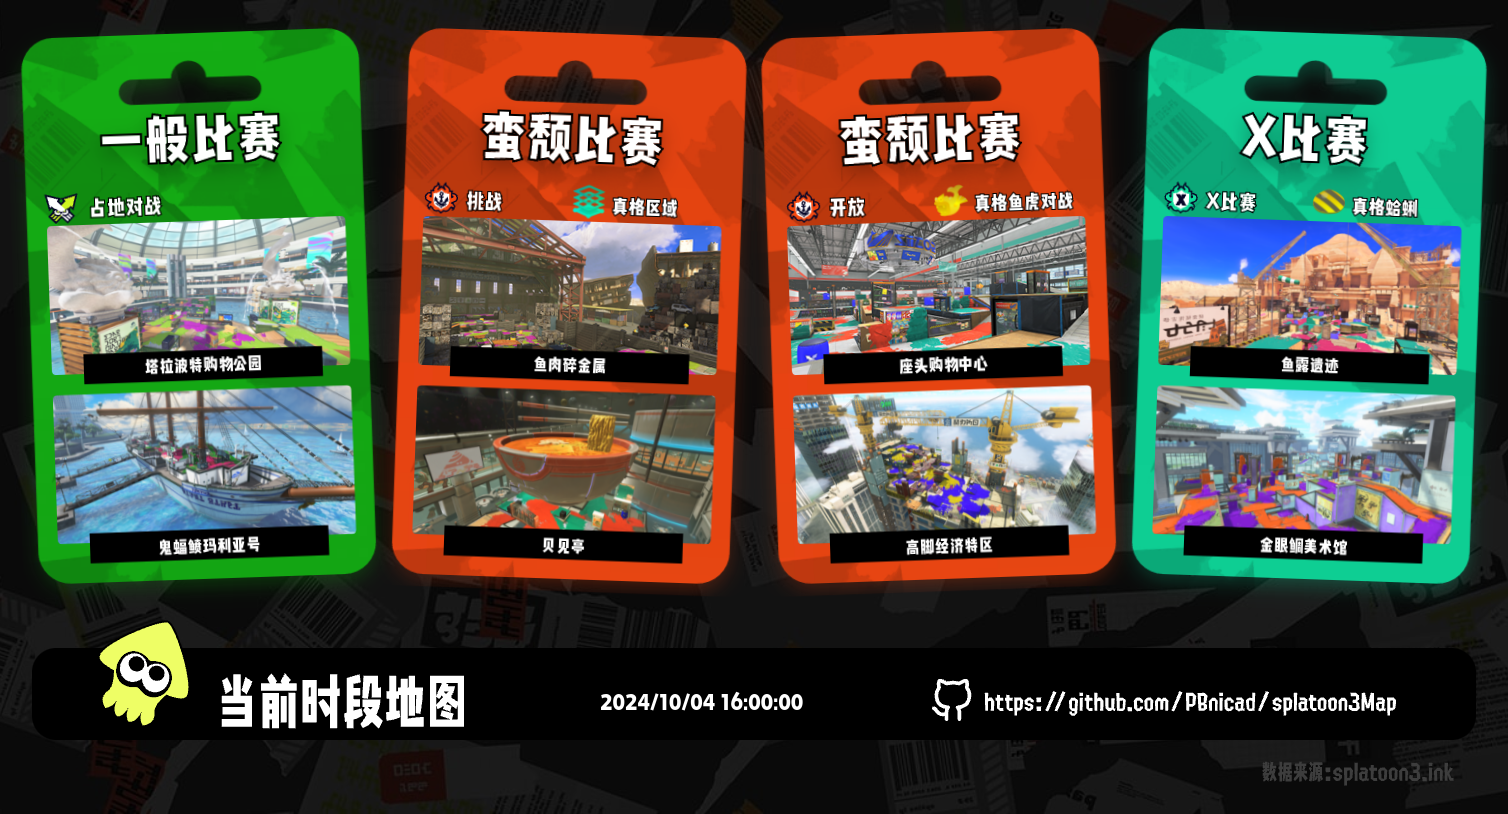 一般比赛
占地对战
塔拉波特购物公园
鬼蝠鲼玛利亚号
蛮颓比赛
挑战
真格区域
鱼肉碎金属
贝见亭
蛮颓比赛
开放
真格鱼虎对战
座头购物中心
高脚经济特区
X比赛
X比赛
真格蛤蜊
鱼露遗迹
金眼鲷美术馆
当前时段地图
2024/10/04 16:00:00
https://github.com/PBnicad/splatoon3Map
数据来源:splatoon3.ink